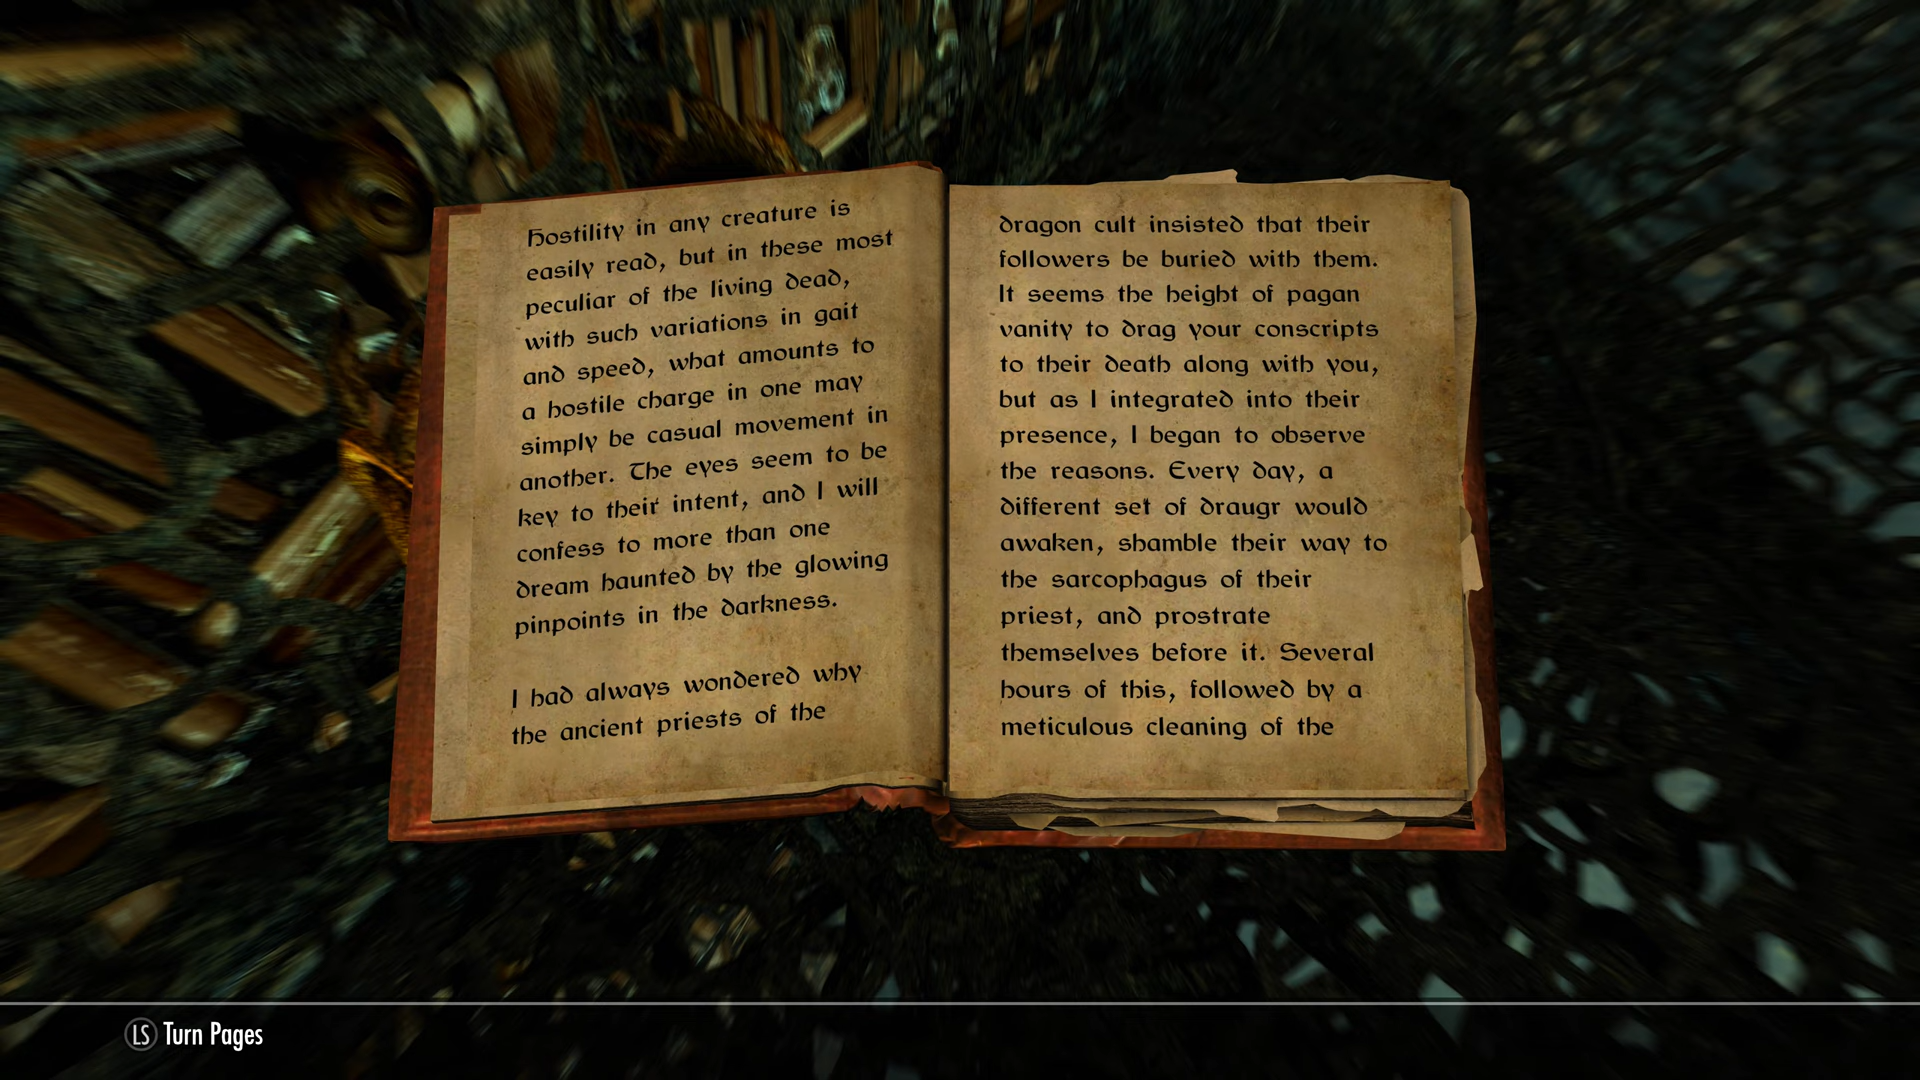 Hostility in any creature is
easily read, but in these most
peculiar of the living dead,
with such variations in gait
and speed, what amounts to
a hostile charge in one may
simply be casual movement in
another. The eyes seem to be
key to their intent, and I will
confess to more than one
dream haunted by the glowing
pinpoints in the darkness.
I had always wondered why
the ancient priests of the
dragon cult insisted that their
followers be buried with them.
It seems the height of pagan
vanity to drag your conscripts
to their death along with you,
but as I integrated into their
presence, I began to observe
the reasons. Every day, a
different set of draugr would
awaken, shamble their way to
the sarcophagus of their
priest, and prostrate
themselves before it. Several
hours of this, followed by a
meticulous cleaning of the
LS Turn Pages